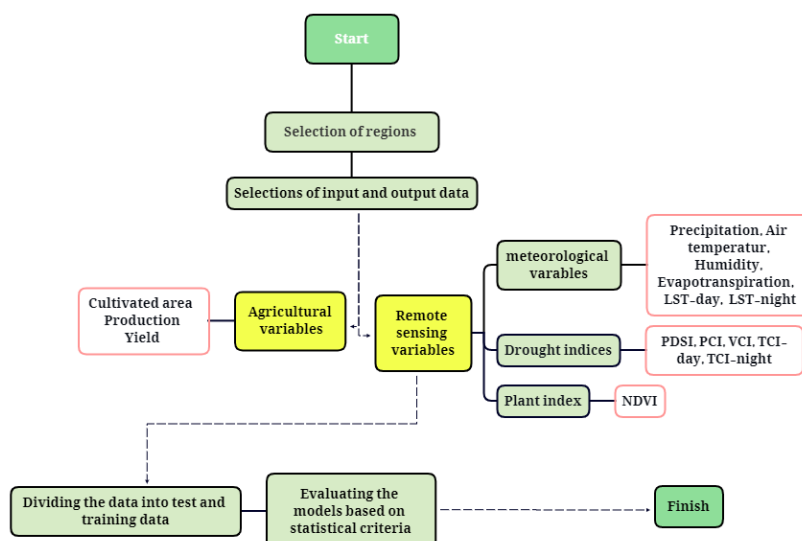 Start
Selection of regions
Selections of input and output data
meteorological
varables
Precipitation, Air
temperatur,
Humidity,
Evapotranspiration,
LST-day, LST-night
Cultivated area
Production
Yield
Agricultural
variables
Remote
sensing
variables
Drought indices
PDSI, PCI, VCI, TCI-
day, TCI-night
Plant index
NDVI
Dividing the data into test and
training data
Evaluating the
models based on
statistical criteria
Finish